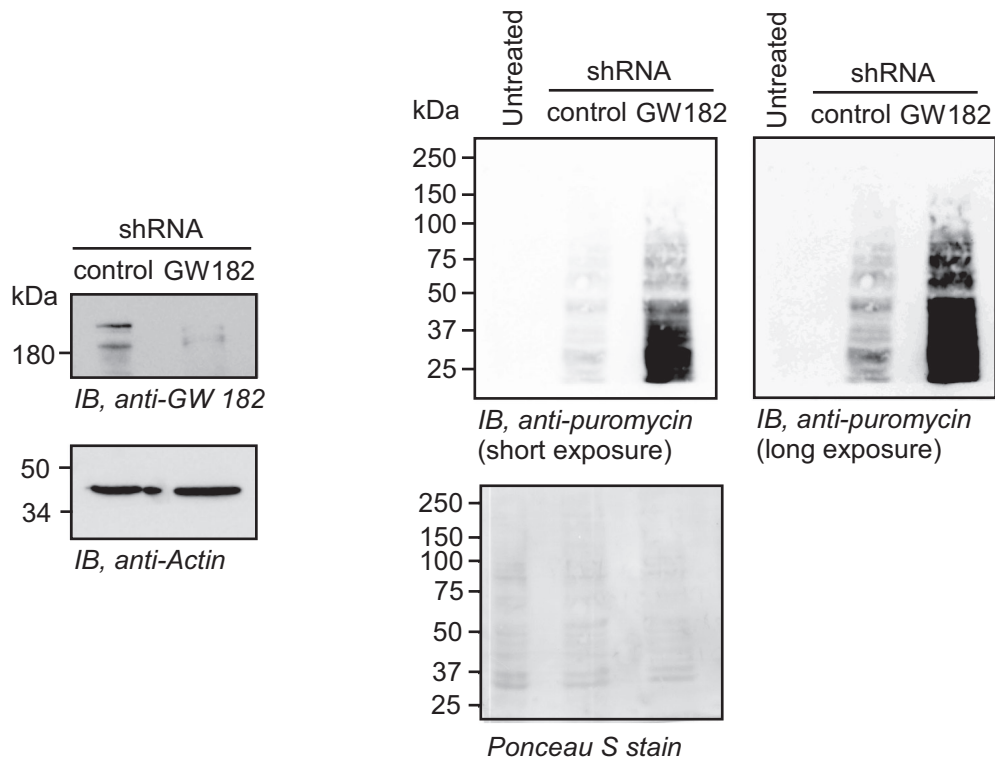 shRNA
control GW182
kDa
180
IB, anti-GW 182
50
34
IB, anti-Actin
Untreated
shRNA
kDa
control GW182
250
150
100
75
50
37
25
IB, anti-puromycin
(short exposure)
Untreated
shRNA
control GW182
IB, anti-puromycin
(long exposure)
250
150
100
75
50
37
25
Ponceau S stain